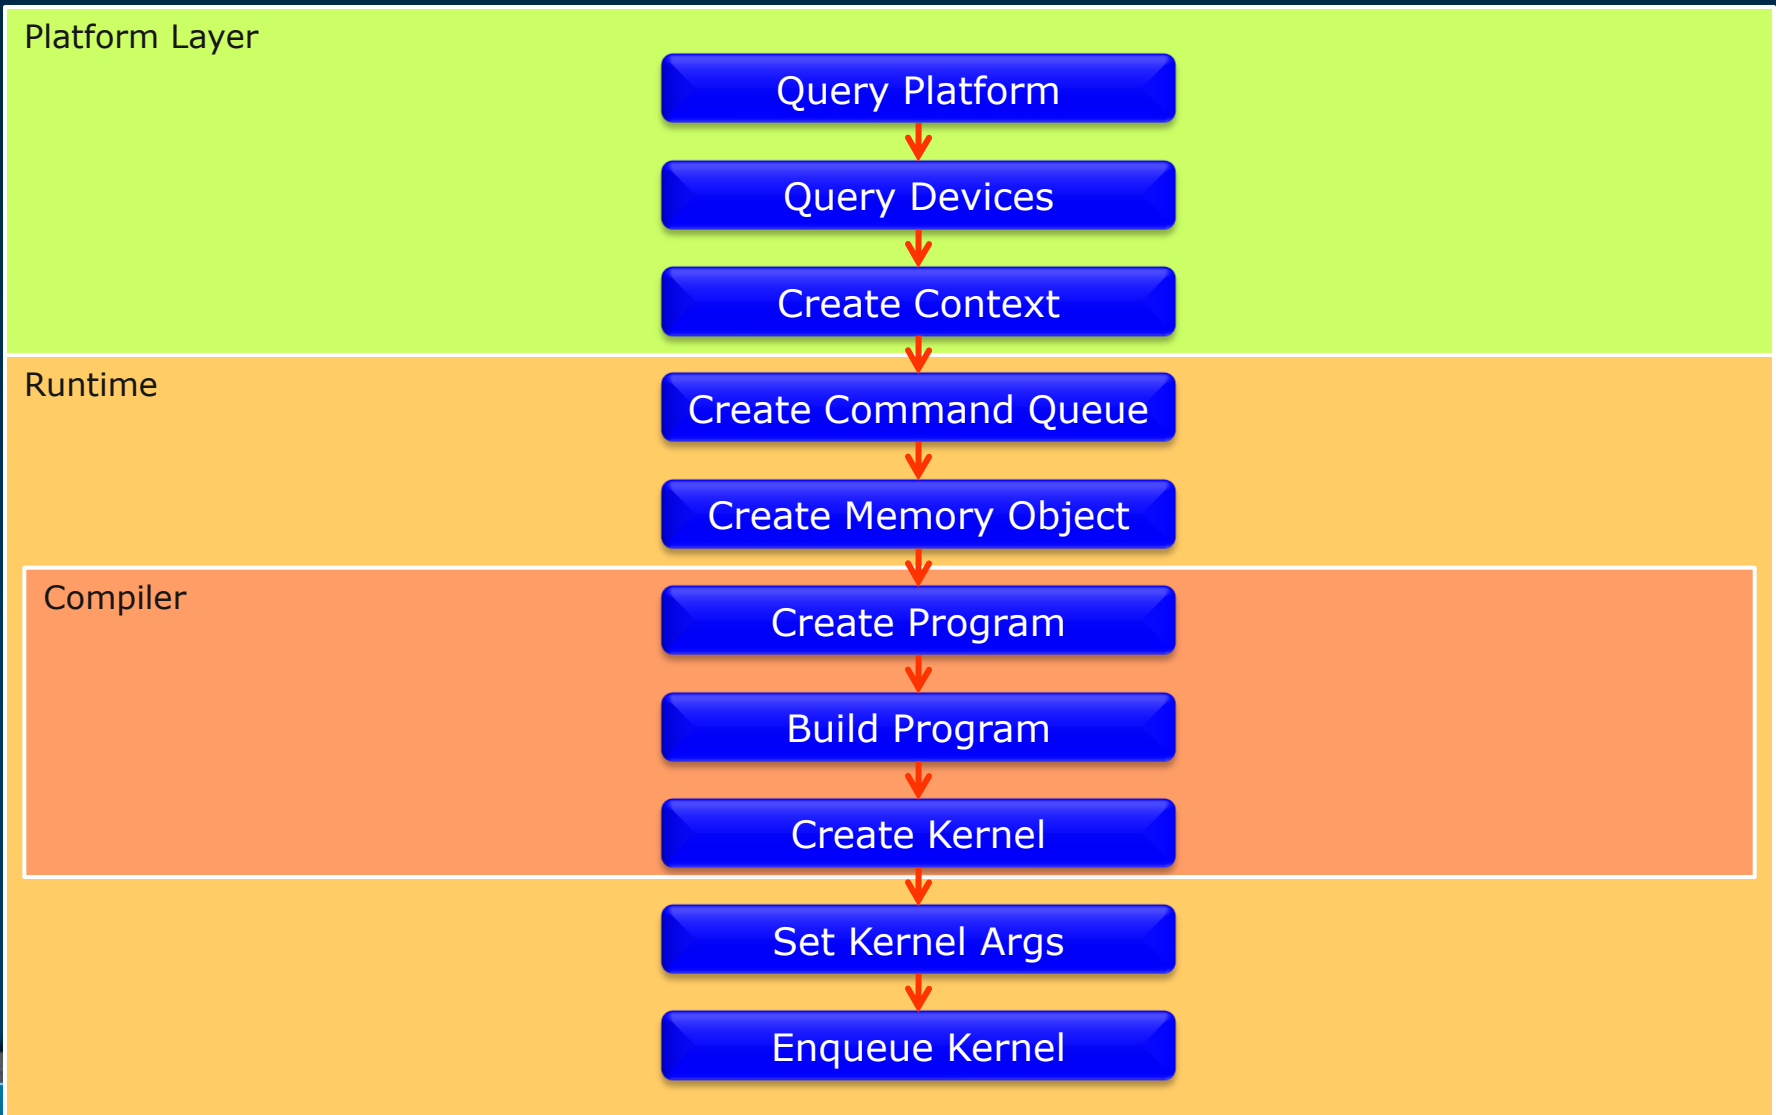 Platform Layer
Query Platform
Query Devices
Create Context
Runtime
Create Command Queue
Create Memory Object
Compiler
Create Program
Build Program
Create Kernel
Set Kernel Args
Enqueue Kernel